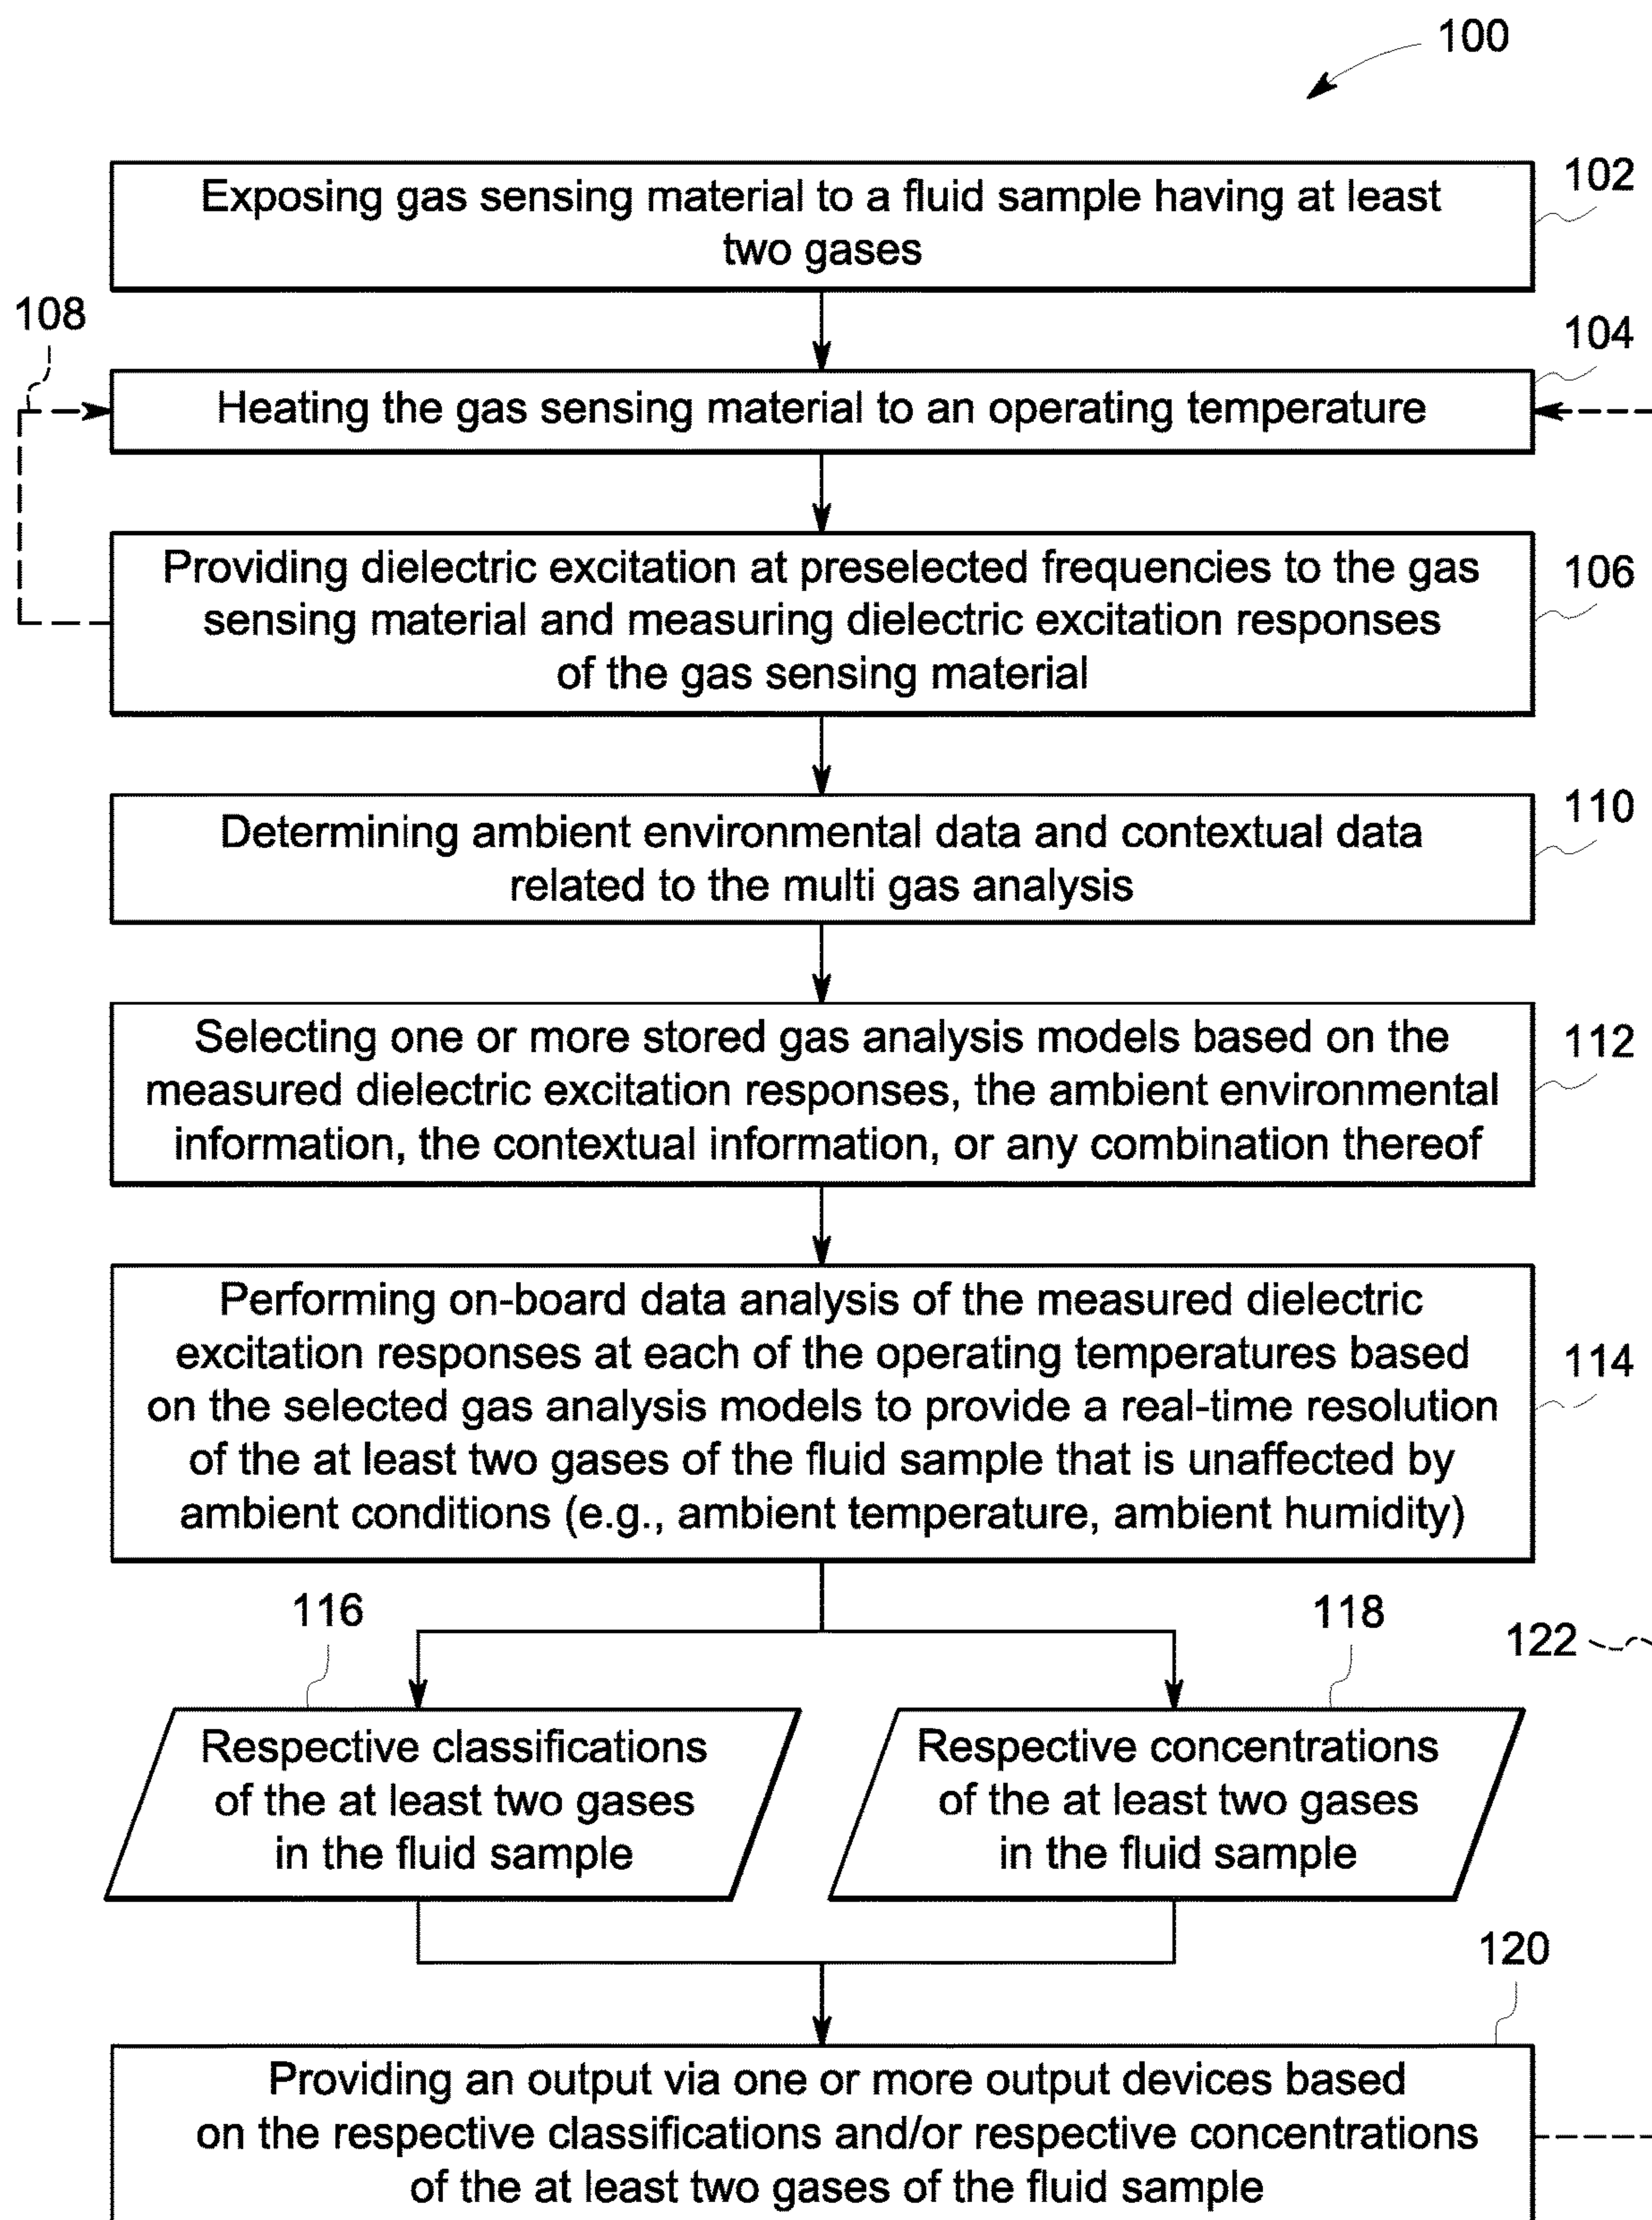 100
102
Exposing gas sensing material to a fluid sample having at least
two gases
108
104
Heating the gas sensing material to an operating temperature
Providing dielectric excitation at preselected frequencies to the gas
sensing material and measuring dielectric excitation responses
of the gas sensing material
106
110
Determining ambient environmental data and contextual data
related to the multi gas analysis
Selecting one or more stored gas analysis models based on the
measured dielectric excitation responses, the ambient environmental
information, the contextual information, or any combination thereof
112
Performing on-board data analysis of the measured dielectric
excitation responses at each of the operating temperatures based
on the selected gas analysis models to provide a real-time resolution
of the at least two gases of the fluid sample that is unaffected by
ambient conditions (e.g., ambient temperature, ambient humidity)
114
116
118
122
Respective classifications
of the at least two gases
in the fluid sample
Respective concentrations
of the at least two gases
in the fluid sample
120
Providing an output via one or more output devices based
on the respective classifications and/or respective concentrations
of the at least two gases of the fluid sample